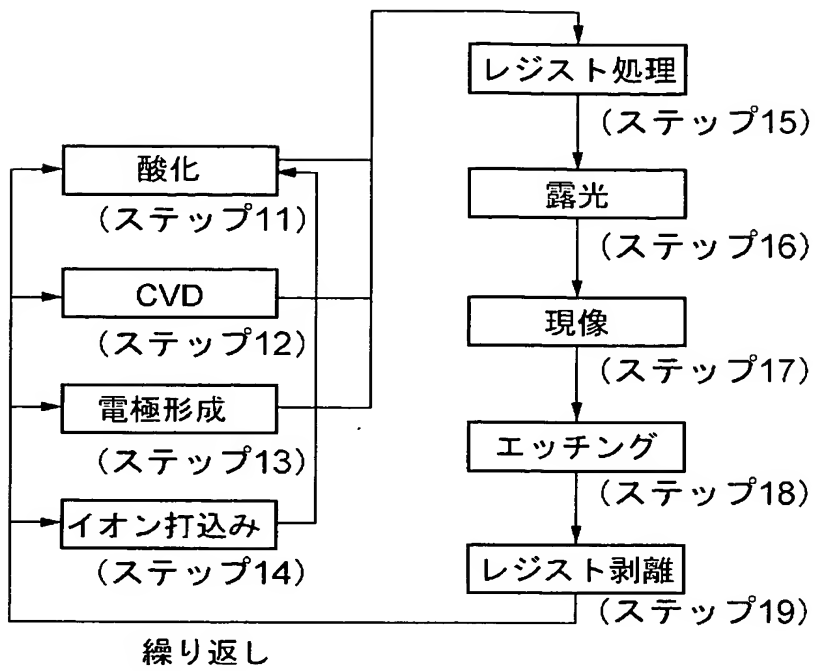 酸化
(ステップ11)
CVD
(ステップ12)
電極形成
(ステップ13)
イオン打込み
(ステップ14)
レジスト処理
(ステップ15)
露光
(ステップ16)
現像
(ステップ17)
エッチング
(ステップ18)
レジスト剥離
(ステップ19)
繰り返し